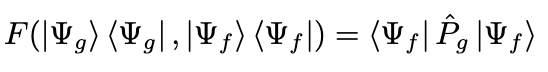 F(|Ψ_g⟩ ⟨Ψ_g| , |Ψ_f⟩ ⟨Ψ_f|) = ⟨Ψ_f| P̂_g |Ψ_f⟩